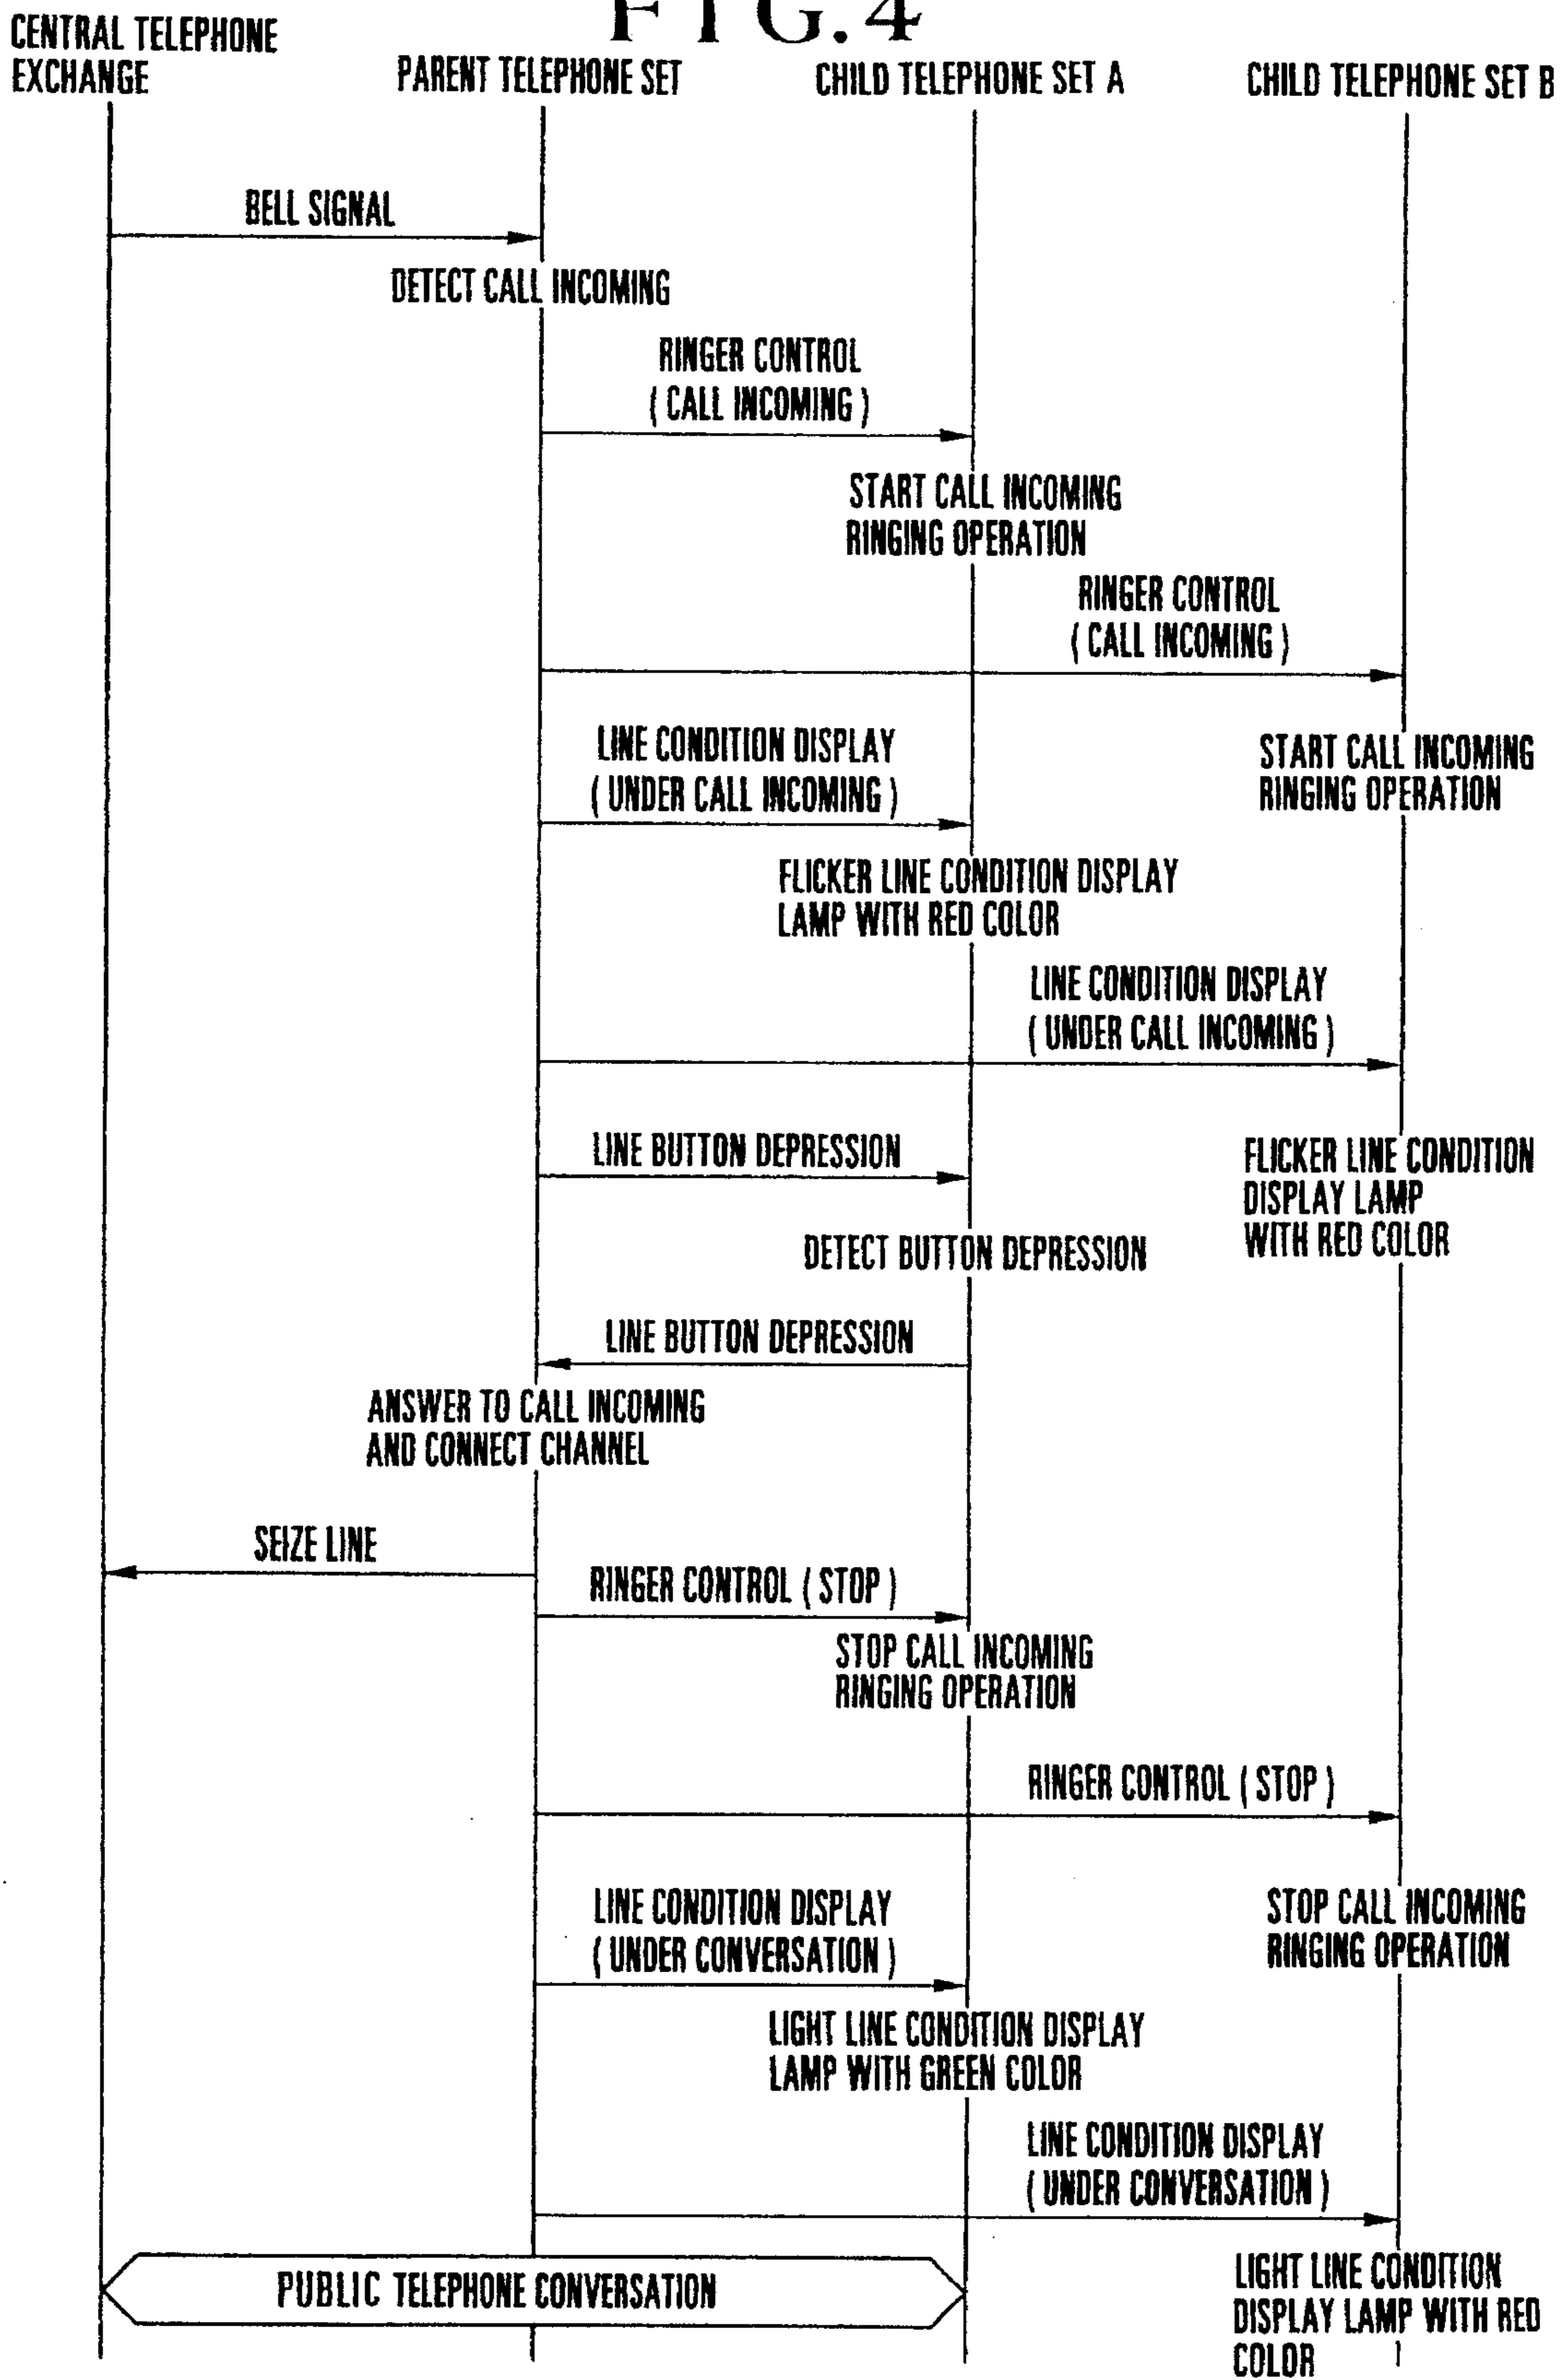 FIG. 4
CENTRAL TELEPHONE
EXCHANGE
PARENT TELEPHONE SET
CHILD TELEPHONE SET A
CHILD TELEPHONE SET B
BELL SIGNAL
DETECT CALL INCOMING
RINGER CONTROL
( CALL INCOMING )
START CALL INCOMING
RINGING OPERATION
RINGER CONTROL
( CALL INCOMING )
LINE CONDITION DISPLAY
( UNDER CALL INCOMING )
START CALL INCOMING
RINGING OPERATION
FLICKER LINE CONDITION DISPLAY
LAMP WITH RED COLOR
LINE CONDITION DISPLAY
( UNDER CALL INCOMING )
LINE BUTTON DEPRESSION
FLICKER LINE CONDITION
DISPLAY LAMP
WITH RED COLOR
DETECT BUTTON DEPRESSION
LINE BUTTON DEPRESSION
ANSWER TO CALL INCOMING
AND CONNECT CHANNEL
SEIZE LINE
RINGER CONTROL ( STOP )
STOP CALL INCOMING
RINGING OPERATION
RINGER CONTROL ( STOP )
LINE CONDITION DISPLAY
( UNDER CONVERSATION )
STOP CALL INCOMING
RINGING OPERATION
LIGHT LINE CONDITION DISPLAY
LAMP WITH GREEN COLOR
LINE CONDITION DISPLAY
( UNDER CONVERSATION )
PUBLIC TELEPHONE CONVERSATION
LIGHT LINE CONDITION
DISPLAY LAMP WITH RED
COLOR